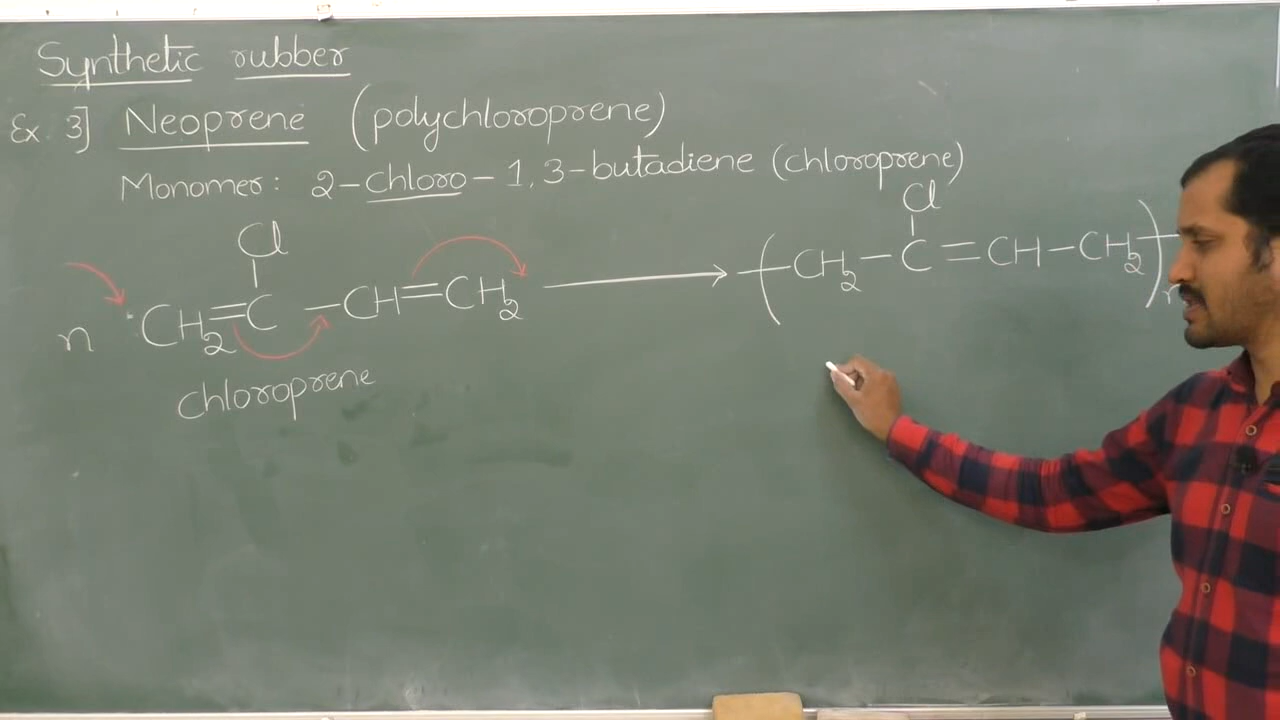 Synthetic rubber
Ex. 3] Neoprene (polychloroprene)
Monomer: 2-chloro-1,3-butadiene (chloroprene)
Cl
Cl
n CH2=C-CH=CH2 → (CH2-C=CH-CH2)n
chloroprene